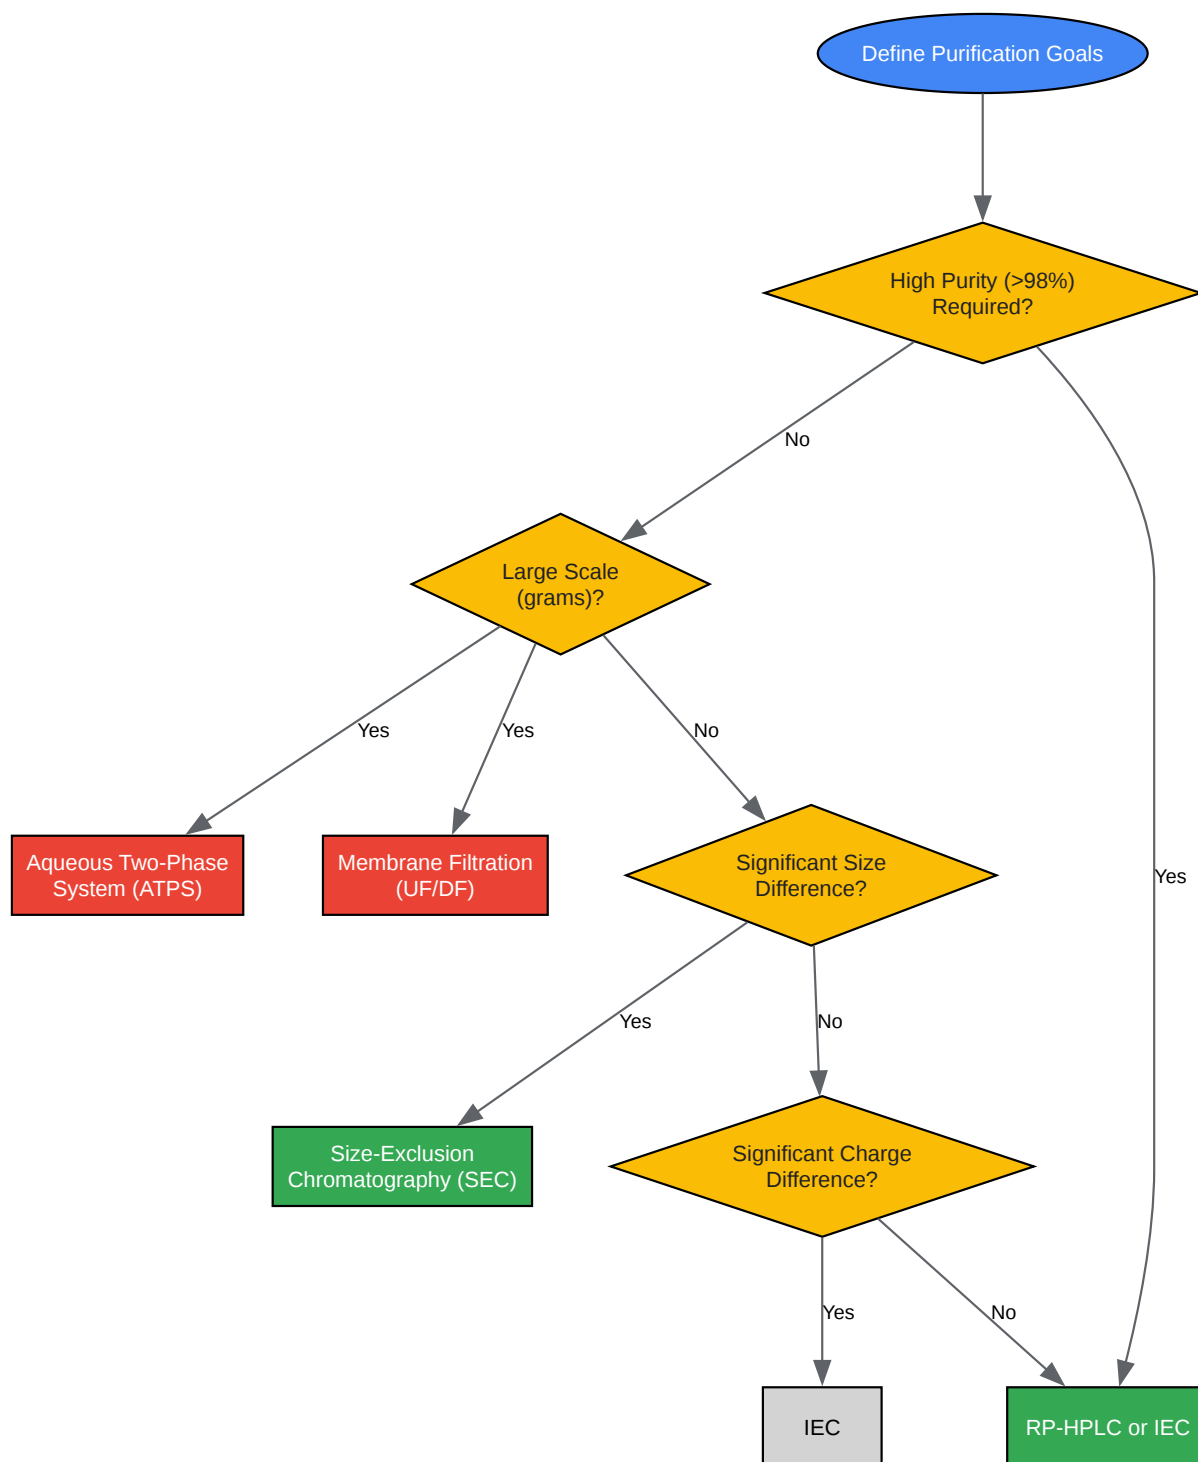 Define Purification Goals
High Purity (>98%)
Required?
No
Large Scale
(grams)?
Yes
Yes
No
Aqueous Two-Phase
System (ATPS)
Membrane Filtration
(UF/DF)
Significant Size
Difference?
Yes
Yes
No
Size-Exclusion
Chromatography (SEC)
Significant Charge
Difference?
Yes
No
IEC
RP-HPLC or IEC